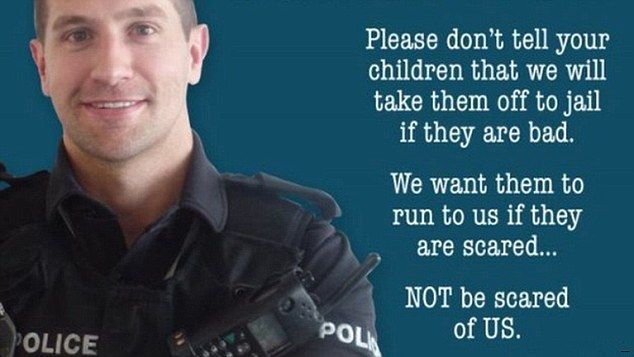 Please don't tell your
children that we will
take them off to jail
if they are bad.
We want them to
run to us if they
are scared...
NOT be scared
of US.
POLICE
POLI